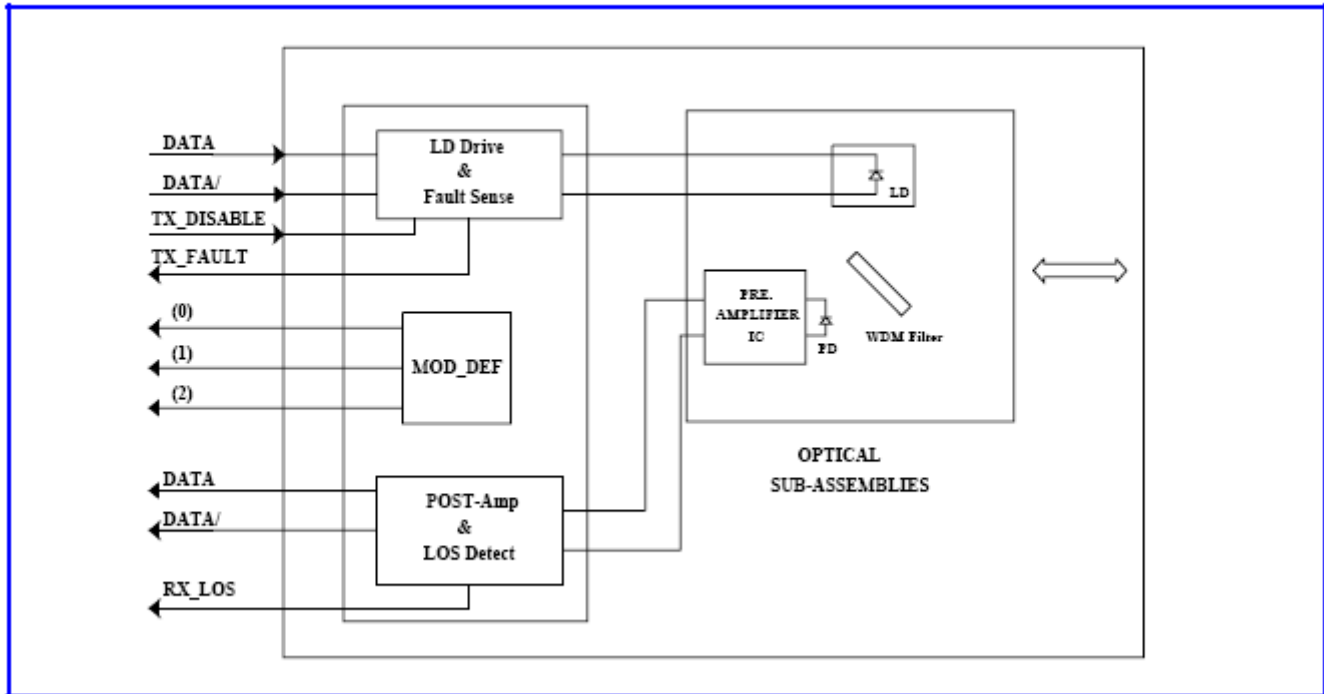 DATA
DATA/
TX_DISABLE
TX_FAULT
(0)
(1)
(2)
DATA
DATA/
RX_LOS
LD Drive
&
Fault Sense
MOD_DEF
POST-Amp
&
LOS Detect
LD
PRE.
AMPLIFIER
IC
PD
WDM Filter
OPTICAL
SUB-ASSEMBLIES